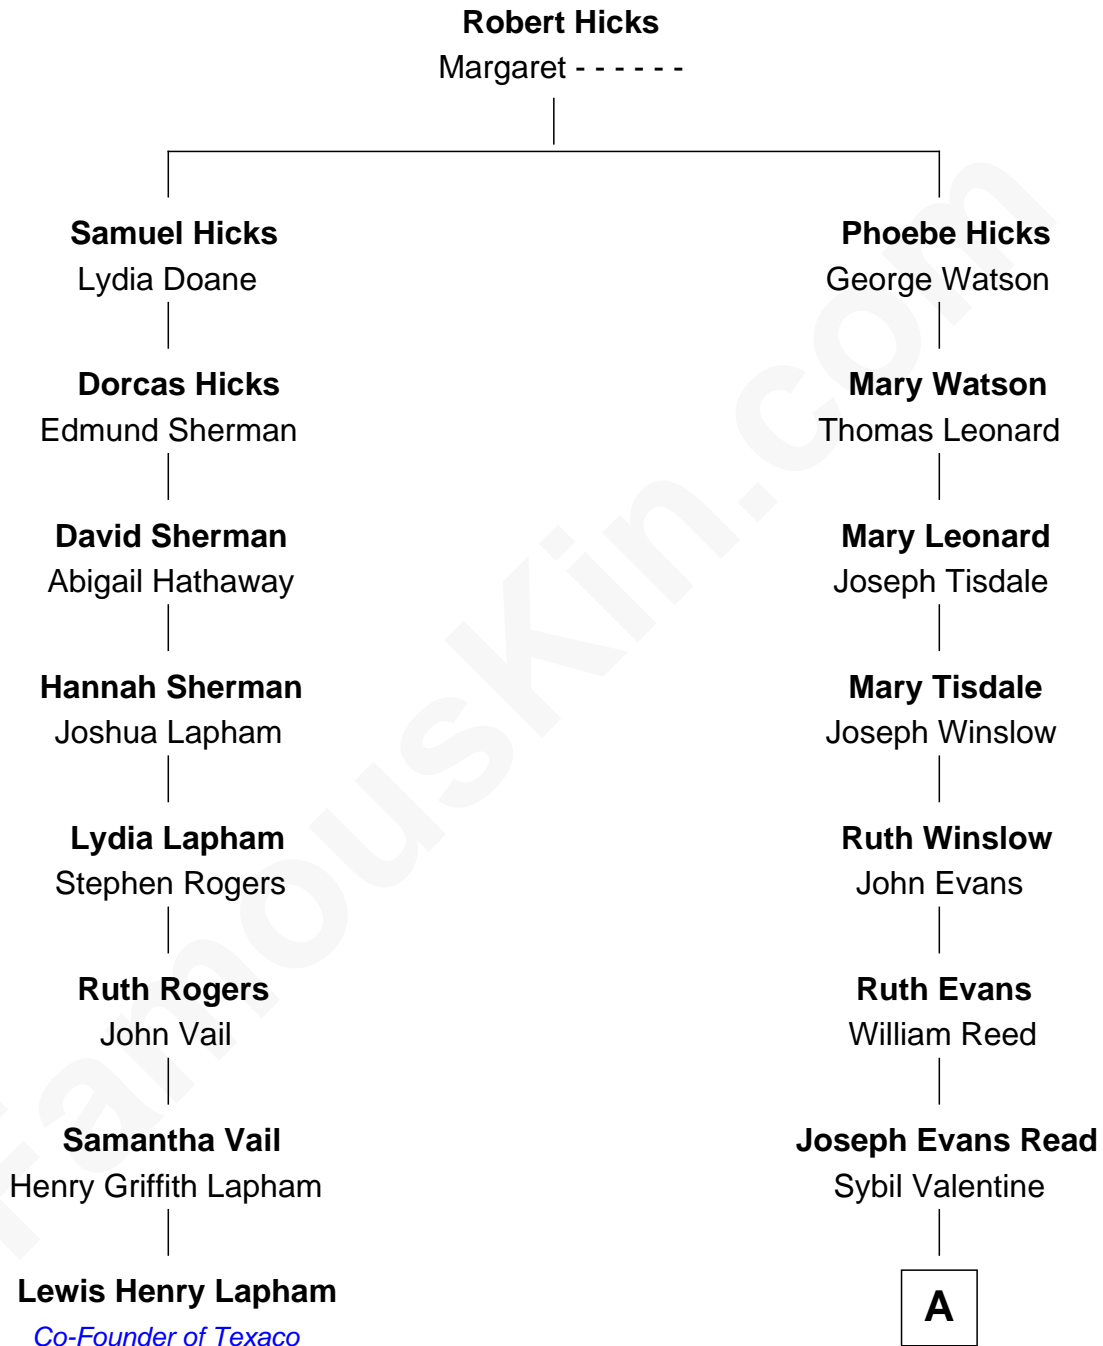 Robert Hicks
Margaret - - - - - -
Samuel Hicks
Lydia Doane
Phoebe Hicks
George Watson
Dorcas Hicks
Edmund Sherman
Mary Watson
Thomas Leonard
David Sherman
Abigail Hathaway
Mary Leonard
Joseph Tisdale
Hannah Sherman
Joshua Lapham
Mary Tisdale
Joseph Winslow
Lydia Lapham
Stephen Rogers
Ruth Winslow
John Evans
Ruth Rogers
John Vail
Ruth Evans
William Reed
Samantha Vail
Henry Griffith Lapham
Joseph Evans Read
Sybil Valentine
Lewis Henry Lapham
Co-Founder of Texaco
A
FamousKin.com